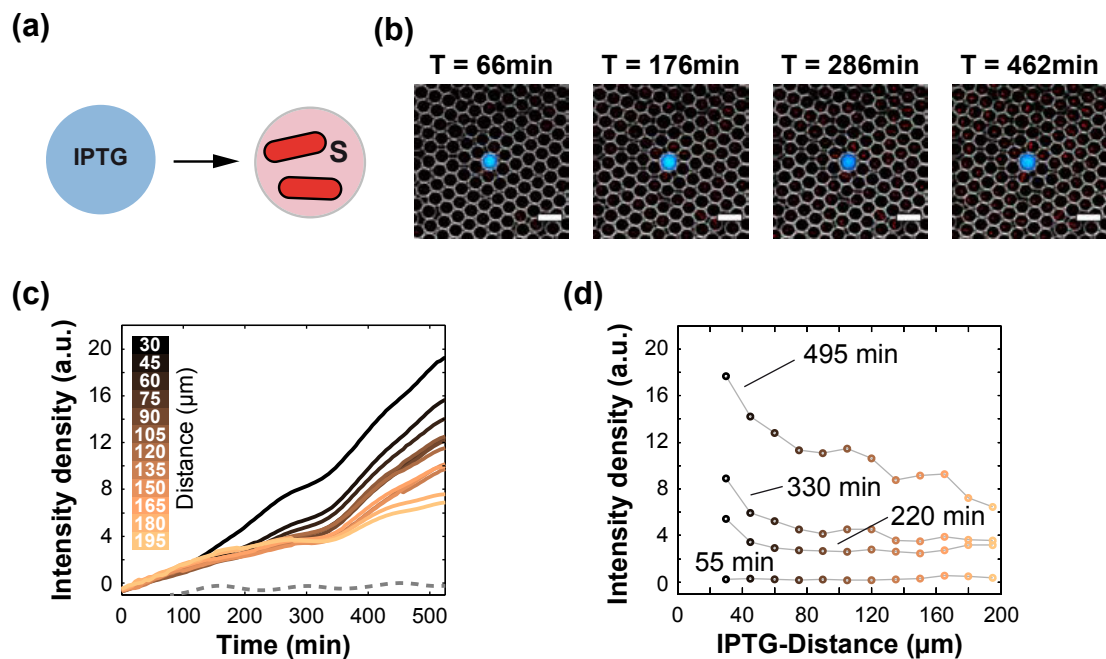 (a)
IPTG
S
(b)
T = 66min
T = 176min
T = 286min
T = 462min
(c)
Intensity density (a.u.)
20
16
12
8
4
0
30
45
60
75
90
105
120
135
150
165
180
195
Distance (µm)
0
100
200
300
400
500
Time (min)
(d)
Intensity density (a.u.)
20
16
12
8
4
0
495 min
330 min
220 min
55 min
0
40
80
120
160
200
IPTG-Distance (µm)